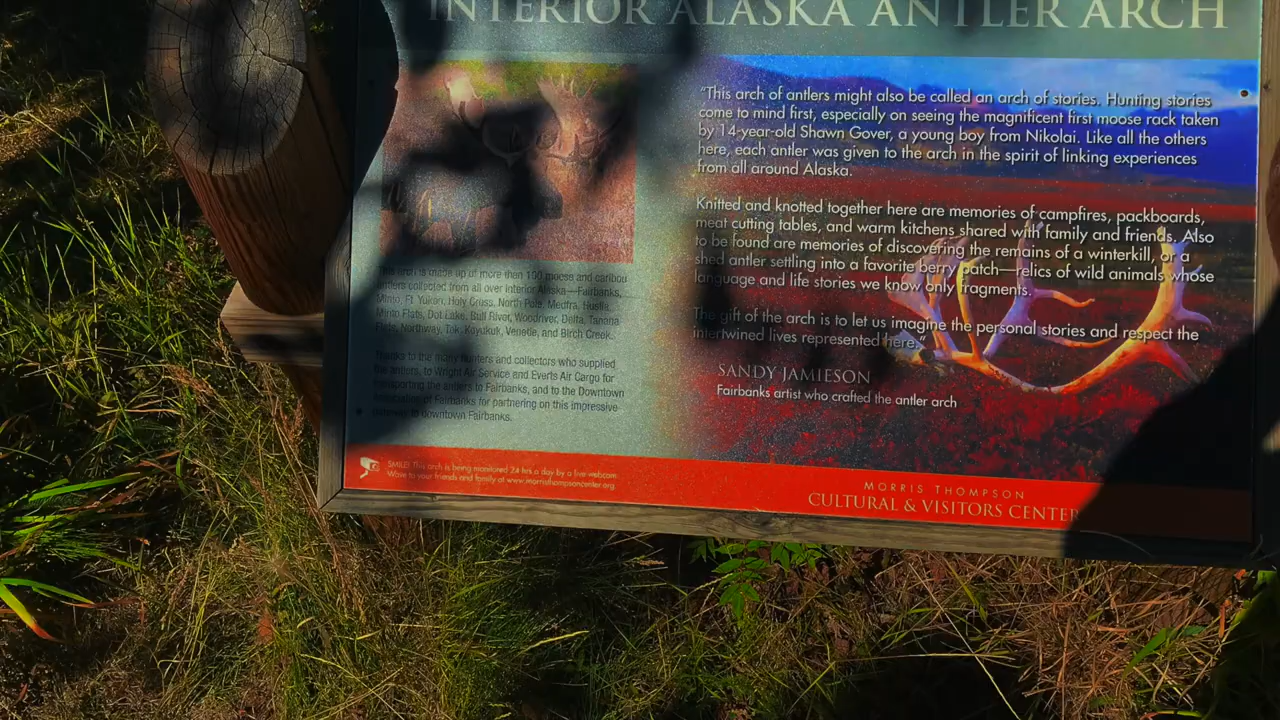 INTERIOR ALASKA ANTLER ARCH
"This arch of antlers might also be called an arch of stories. Hunting stories
come to mind first, especially on seeing the magnificent first moose rack taken
by 14-year-old Shawn Gover, a young boy from Nikolai. Like all the others
here, each antler was given to the arch in the spirit of linking experiences
from all around Alaska.
Knitted and knotted together here are memories of campfires, packboards,
meat cutting tables, and warm kitchens shared with family and friends. Also
to be found are memories of discovering the remains of a winterkill, or a
shed antler settling into a favorite berry patch—relics of wild animals whose
language and life stories we know only fragments.
The gift of the arch is to let us imagine the personal stories and respect the
intertwined lives represented here."
SANDY JAMIESON
Fairbanks artist who crafted the antler arch
This arch is made up of more than 100 moose and caribou
antlers collected from all over Interior Alaska—Fairbanks,
Minto, Ft. Yukon, Holy Cross, North Pole, Medfra, Huslia,
Minto Flats, Dot Lake, Bull River, Woodriver, Delta, Tanana
Flats, Northway, Tok, Koyukuk, Venetie, and Birch Creek.
Thanks to the many hunters and collectors who supplied
the antlers, to Wright Air Service and Everts Air Cargo for
transporting the antlers to Fairbanks, and to the Downtown
Association of Fairbanks for partnering on this impressive
gateway to downtown Fairbanks.
SMILE! This arch is being monitored 24 hrs a day by a live webcam.
Wave to your friends and family at www.morristhompsoncenter.org
MORRIS THOMPSON
CULTURAL & VISITORS CENTER